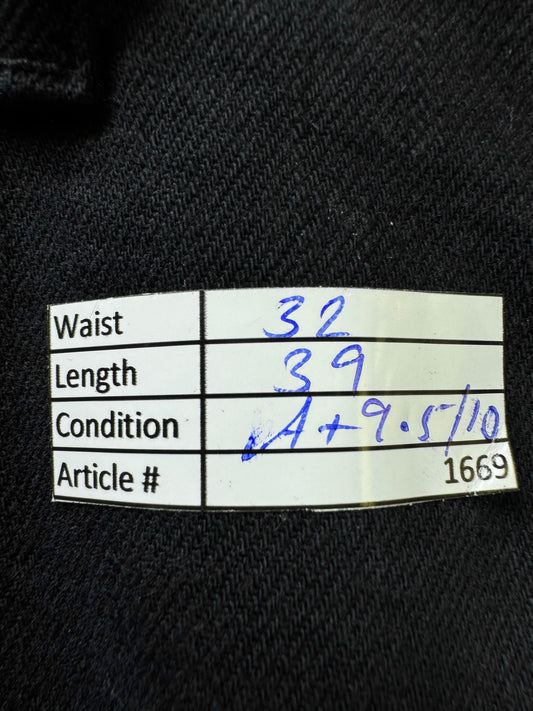 Waist 32
Length 39
Condition A+ 9.5/10
Article # 1669